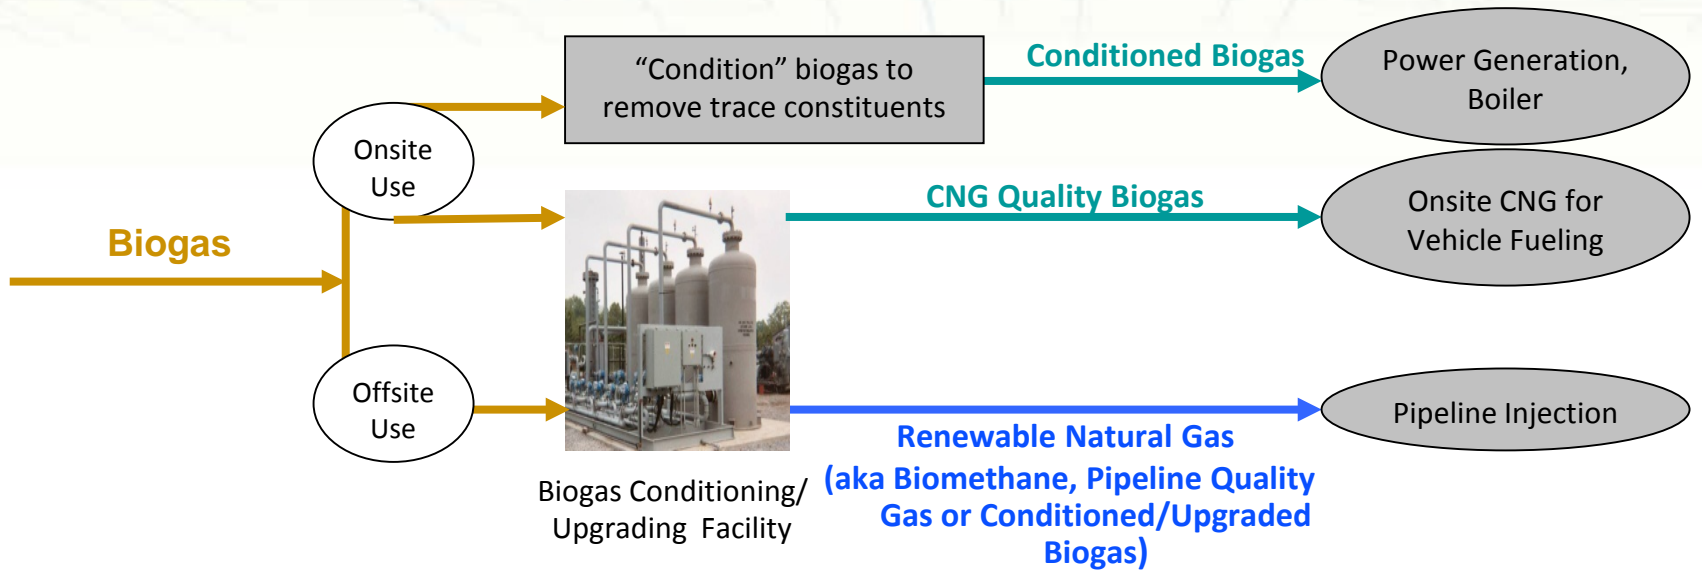 Biogas
Onsite
Use
Offsite
Use
“Condition” biogas to
remove trace constituents
Conditioned Biogas
Power Generation,
Boiler
CNG Quality Biogas
Onsite CNG for
Vehicle Fueling
Biogas Conditioning/
Upgrading Facility
Renewable Natural Gas
(aka Biomethane, Pipeline Quality
Gas or Conditioned/Upgraded
Biogas)
Pipeline Injection